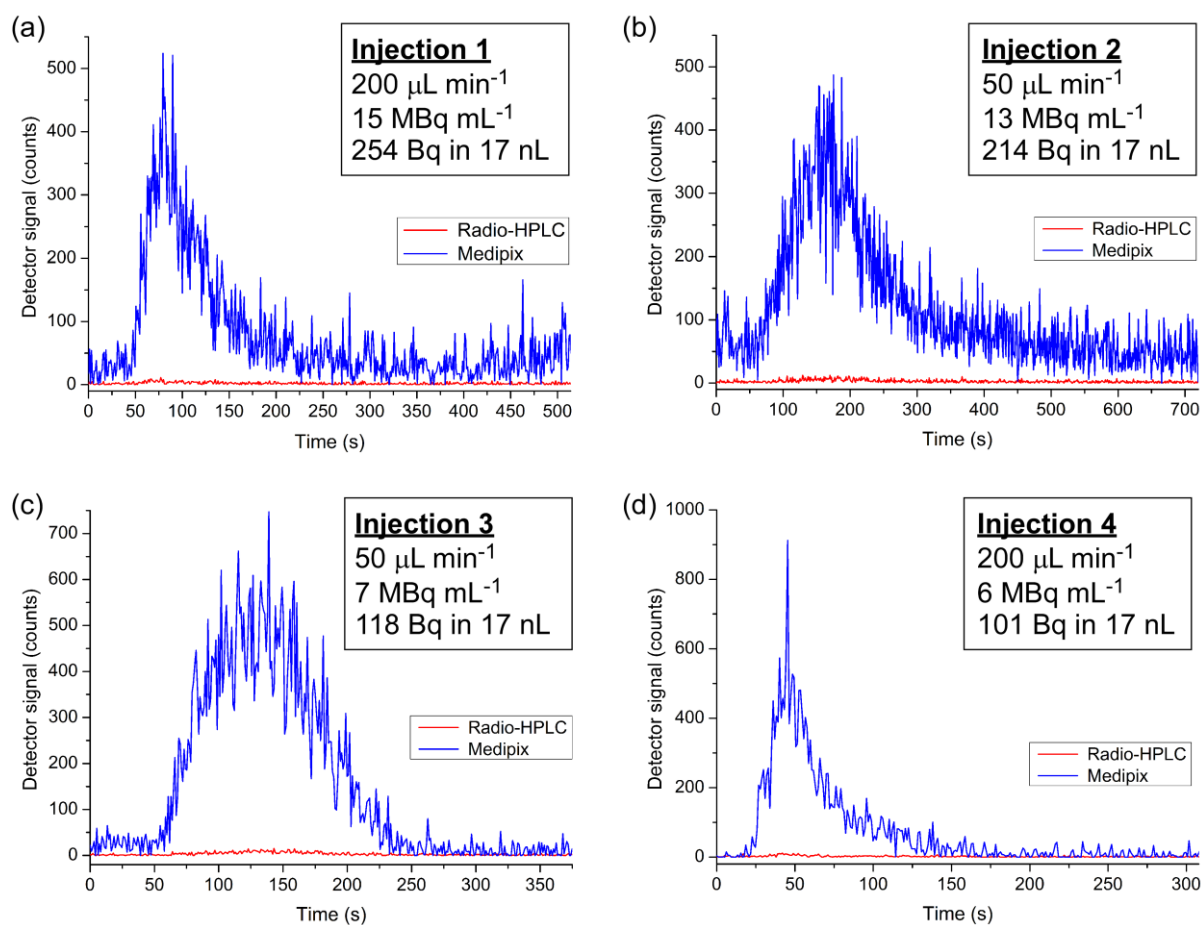 (a)
Injection 1
200 μL min⁻¹
15 MBq mL⁻¹
254 Bq in 17 nL
Radio-HPLC
Medipix
Detector signal (counts)
500
400
300
200
100
0
0 50 100 150 200 250 300 350 400 450 500
Time (s)
(b)
Injection 2
50 μL min⁻¹
13 MBq mL⁻¹
214 Bq in 17 nL
Radio-HPLC
Medipix
Detector signal (counts)
500
400
300
200
100
0
0 100 200 300 400 500 600 700
Time (s)
(c)
Injection 3
50 μL min⁻¹
7 MBq mL⁻¹
118 Bq in 17 nL
Radio-HPLC
Medipix
Detector signal (counts)
700
600
500
400
300
200
100
0
0 50 100 150 200 250 300 350
Time (s)
(d)
Injection 4
200 μL min⁻¹
6 MBq mL⁻¹
101 Bq in 17 nL
Radio-HPLC
Medipix
Detector signal (counts)
1000
800
600
400
200
0
0 50 100 150 200 250 300
Time (s)